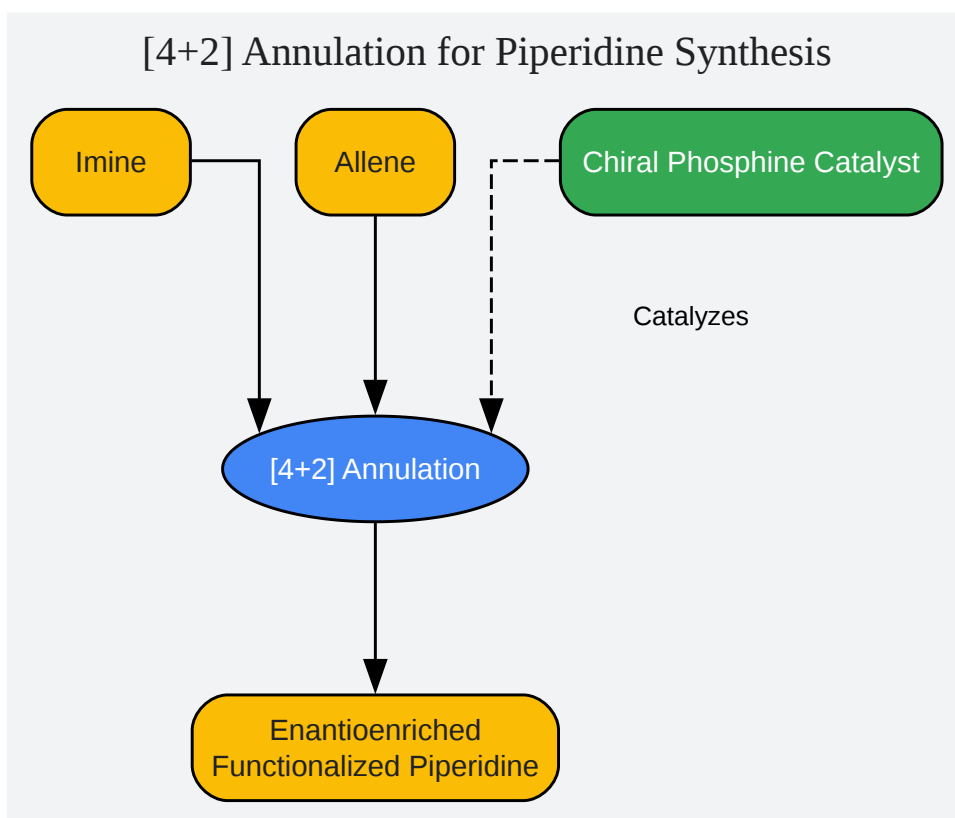 [4+2] Annulation for Piperidine Synthesis
Imine
Allene
Chiral Phosphine Catalyst
Catalyzes
[4+2] Annulation
Enantioenriched
Functionalized Piperidine